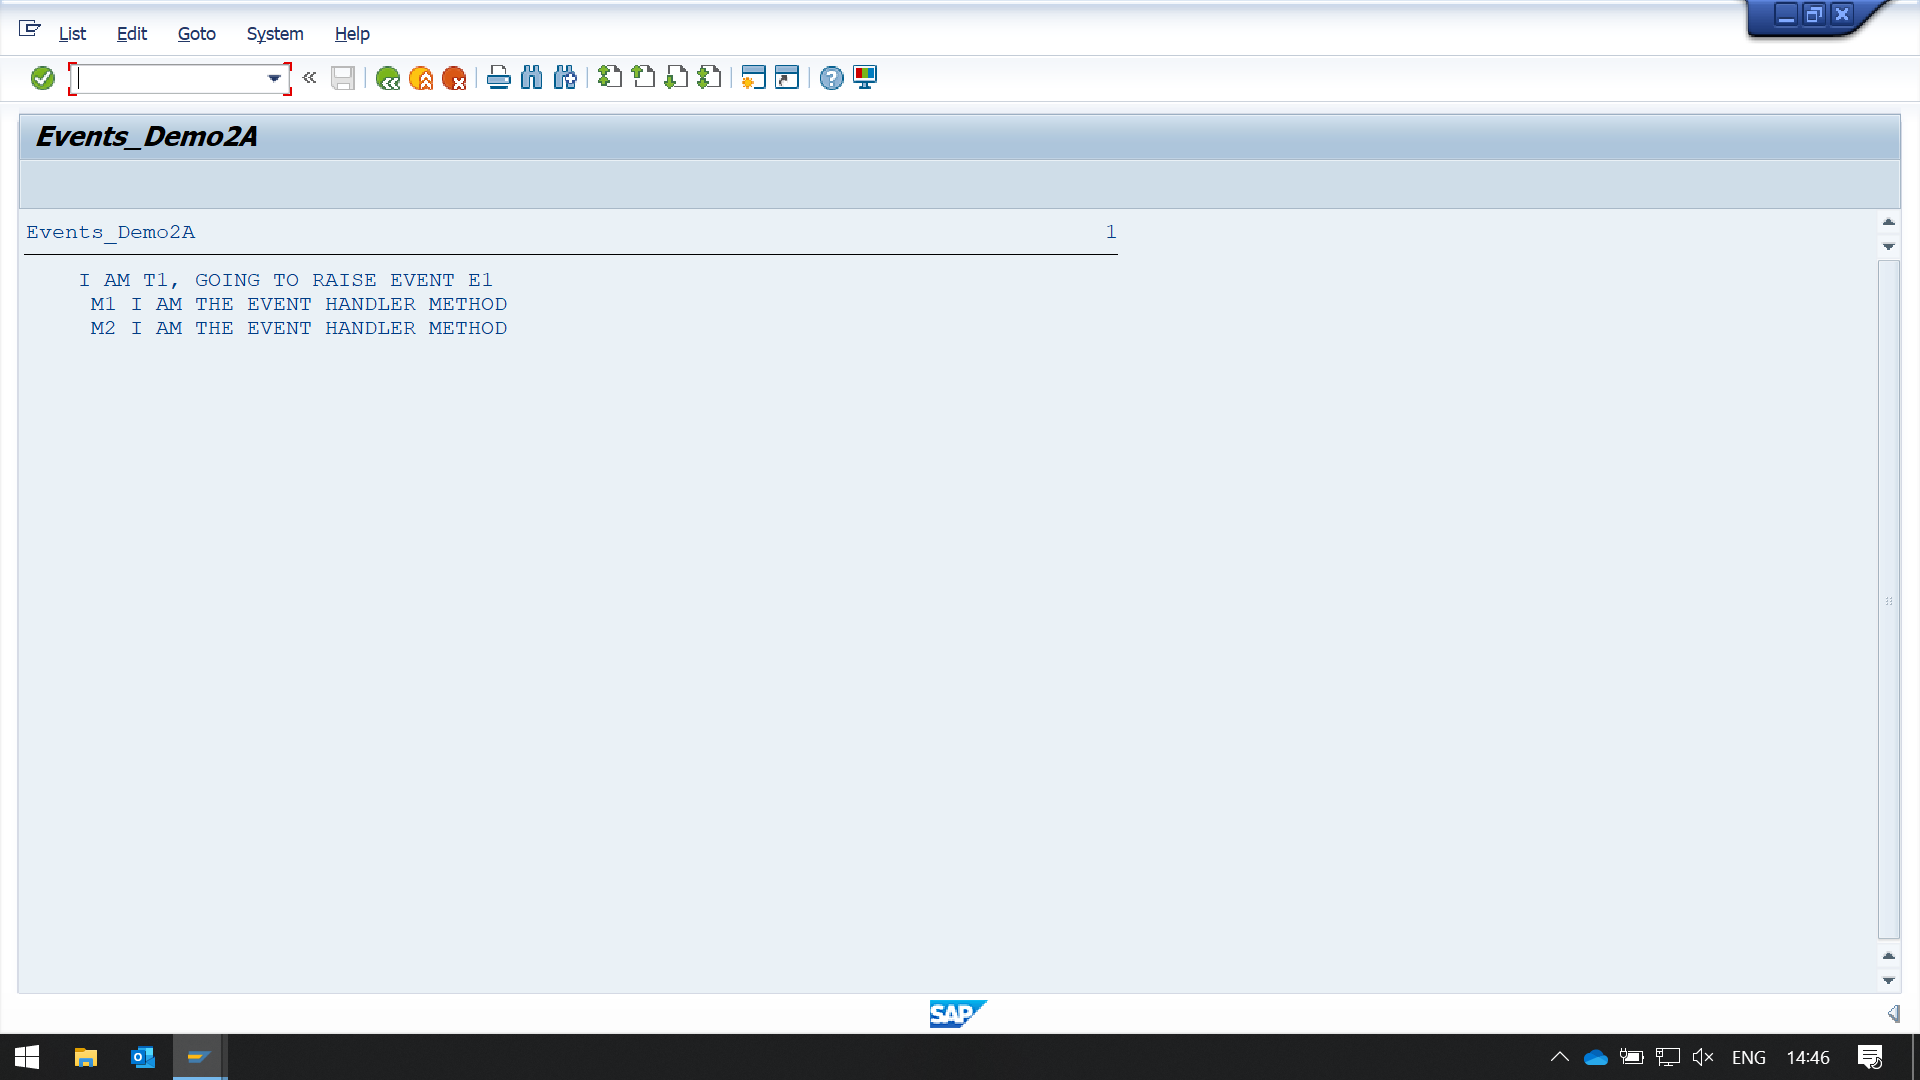 List Edit Goto System Help
Events_Demo2A
Events_Demo2A 1
I AM T1, GOING TO RAISE EVENT E1
M1 I AM THE EVENT HANDLER METHOD
M2 I AM THE EVENT HANDLER METHOD
SAP
ENG 14:46